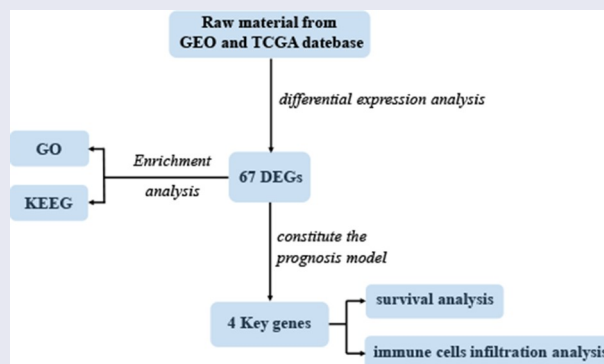 Raw material from
GEO and TCGA datebase
differential expression analysis
GO
Enrichment
analysis
67 DEGs
KEEG
constitute the
prognosis model
4 Key genes
survival analysis
immune cells infiltration analysis